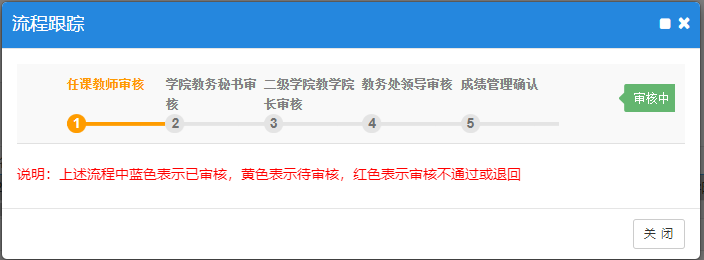 流程跟踪
任课教师审核
学院教务秘书审
核
二级学院教学院
长审核
教务处领导审核
成绩管理确认
1
2
3
4
5
审核中
说明：上述流程中蓝色表示已审核，黄色表示待审核，红色表示审核不通过或退回
关 闭